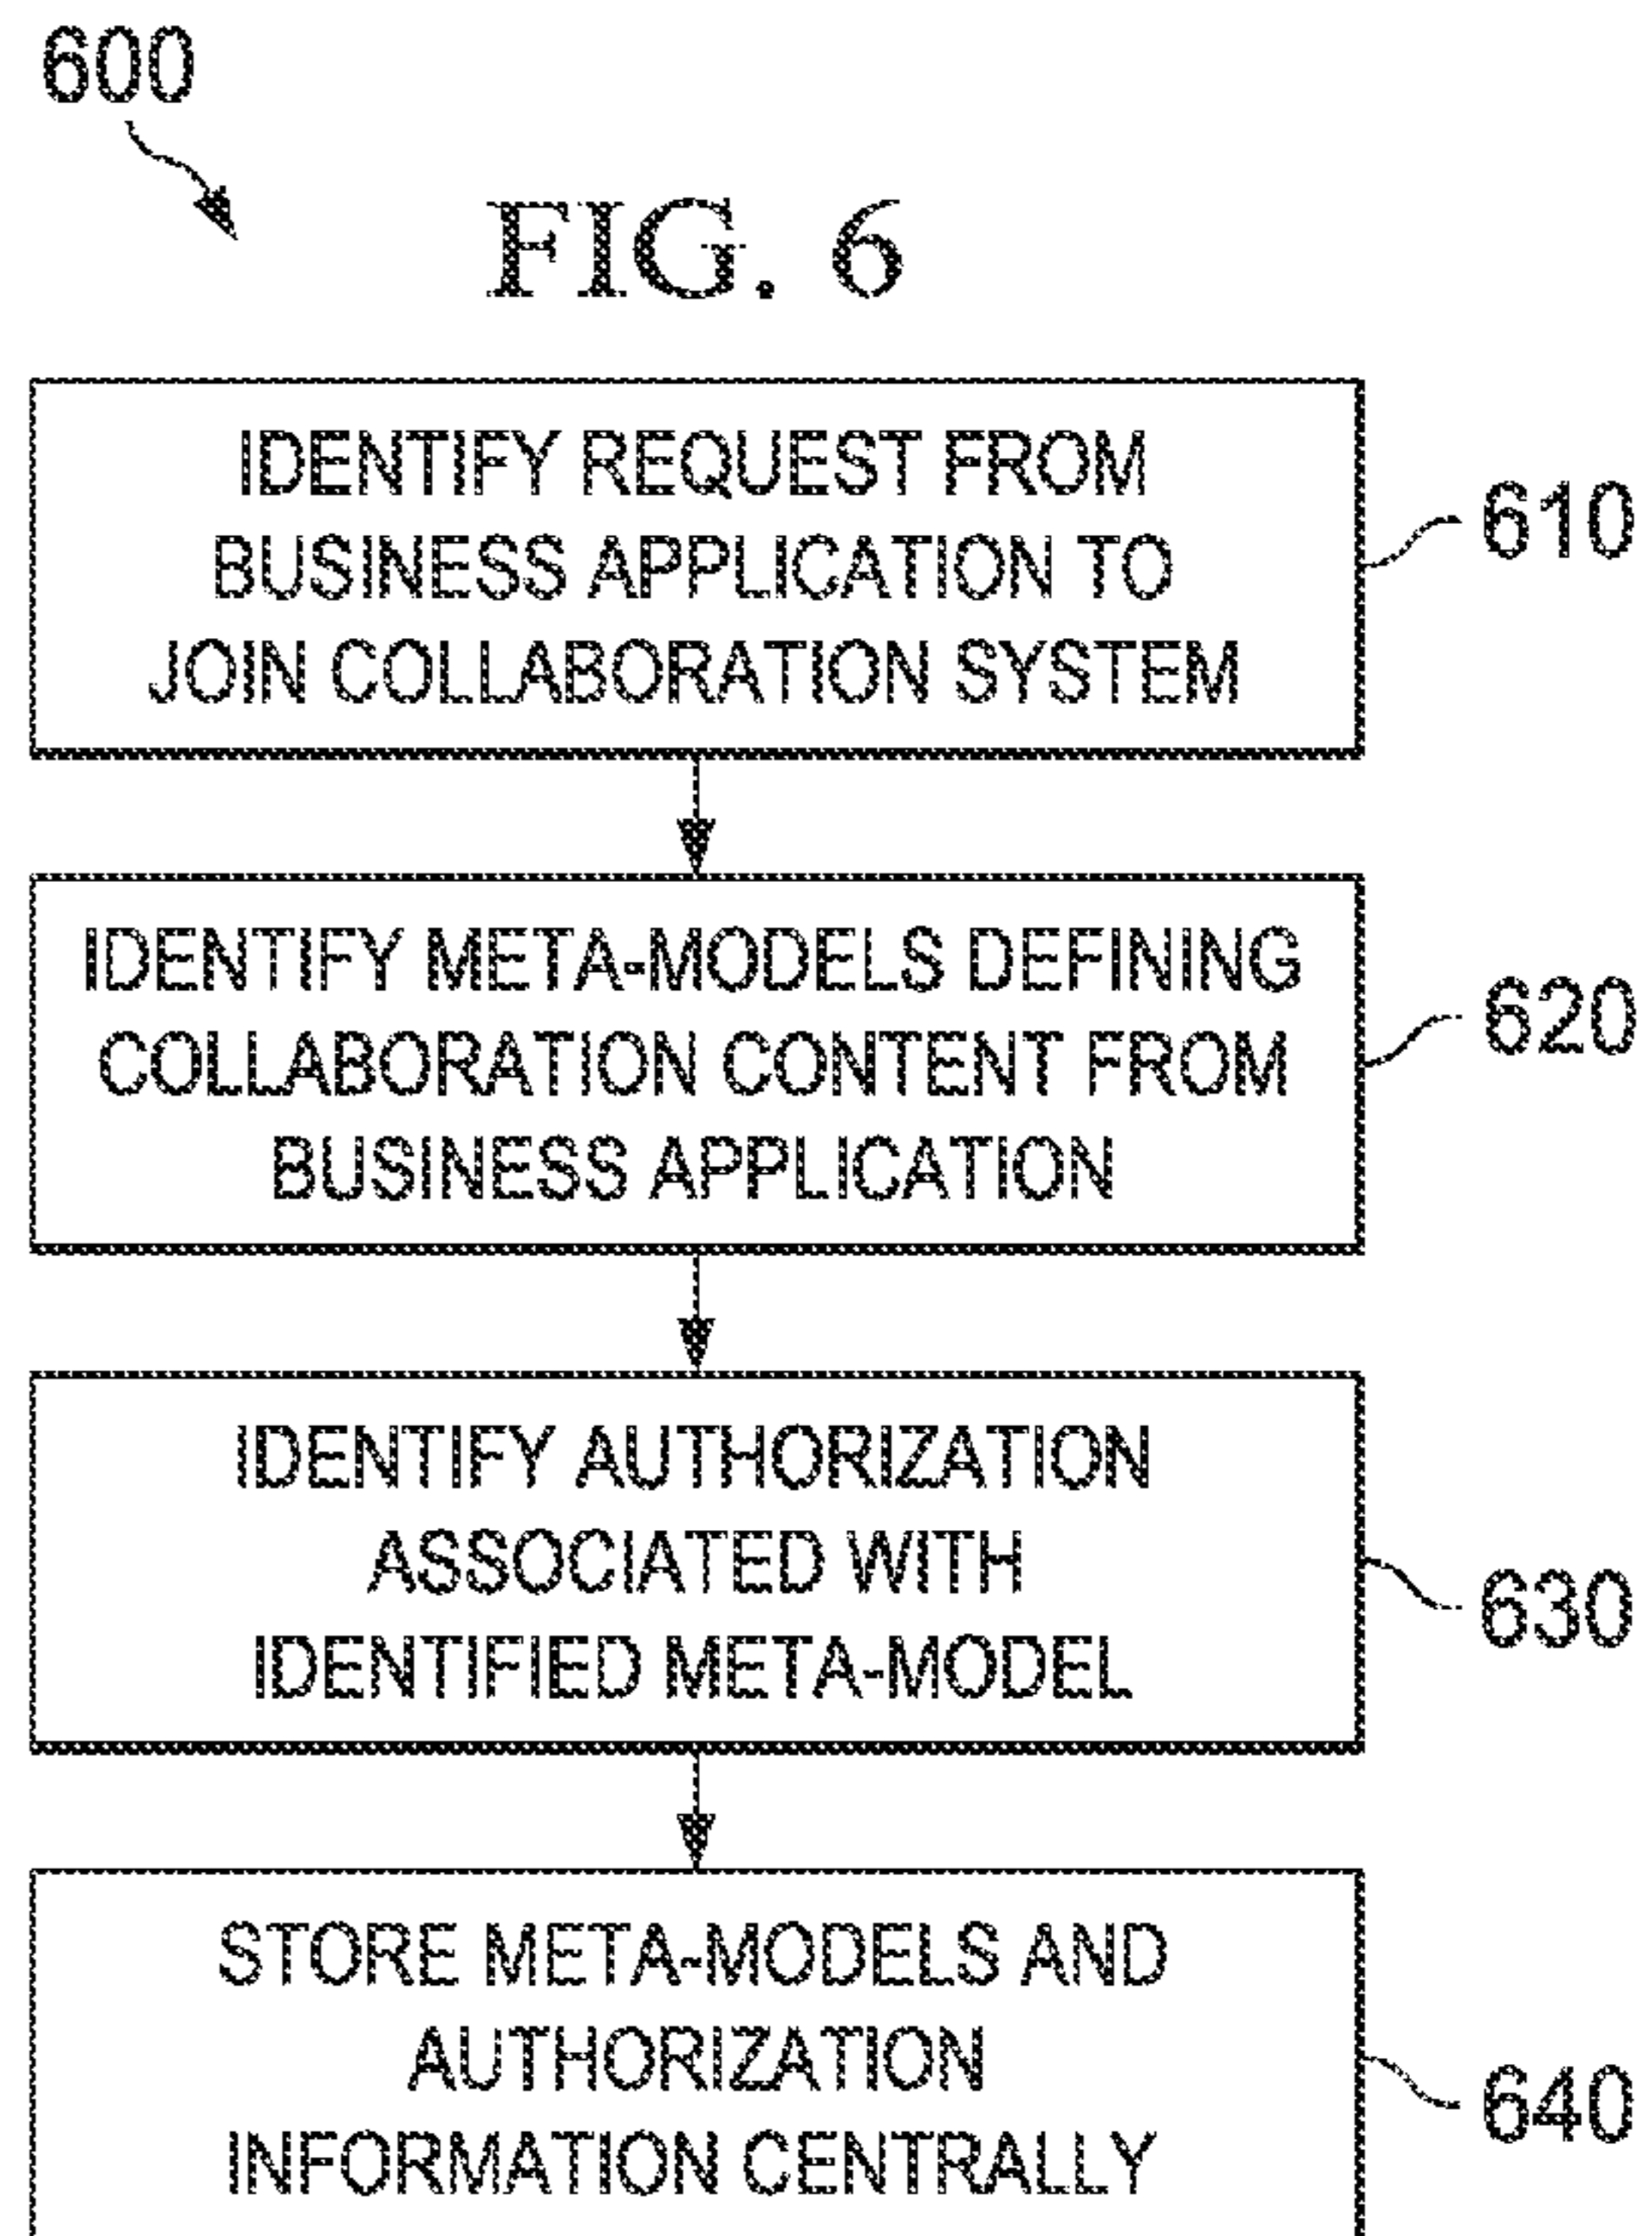 600
FIG. 6
IDENTIFY REQUEST FROM
BUSINESS APPLICATION TO
JOIN COLLABORATION SYSTEM
610
IDENTIFY META-MODELS DEFINING
COLLABORATION CONTENT FROM
BUSINESS APPLICATION
620
IDENTIFY AUTHORIZATION
ASSOCIATED WITH
IDENTIFIED META-MODEL
630
STORE META-MODELS AND
AUTHORIZATION
INFORMATION CENTRALLY
640